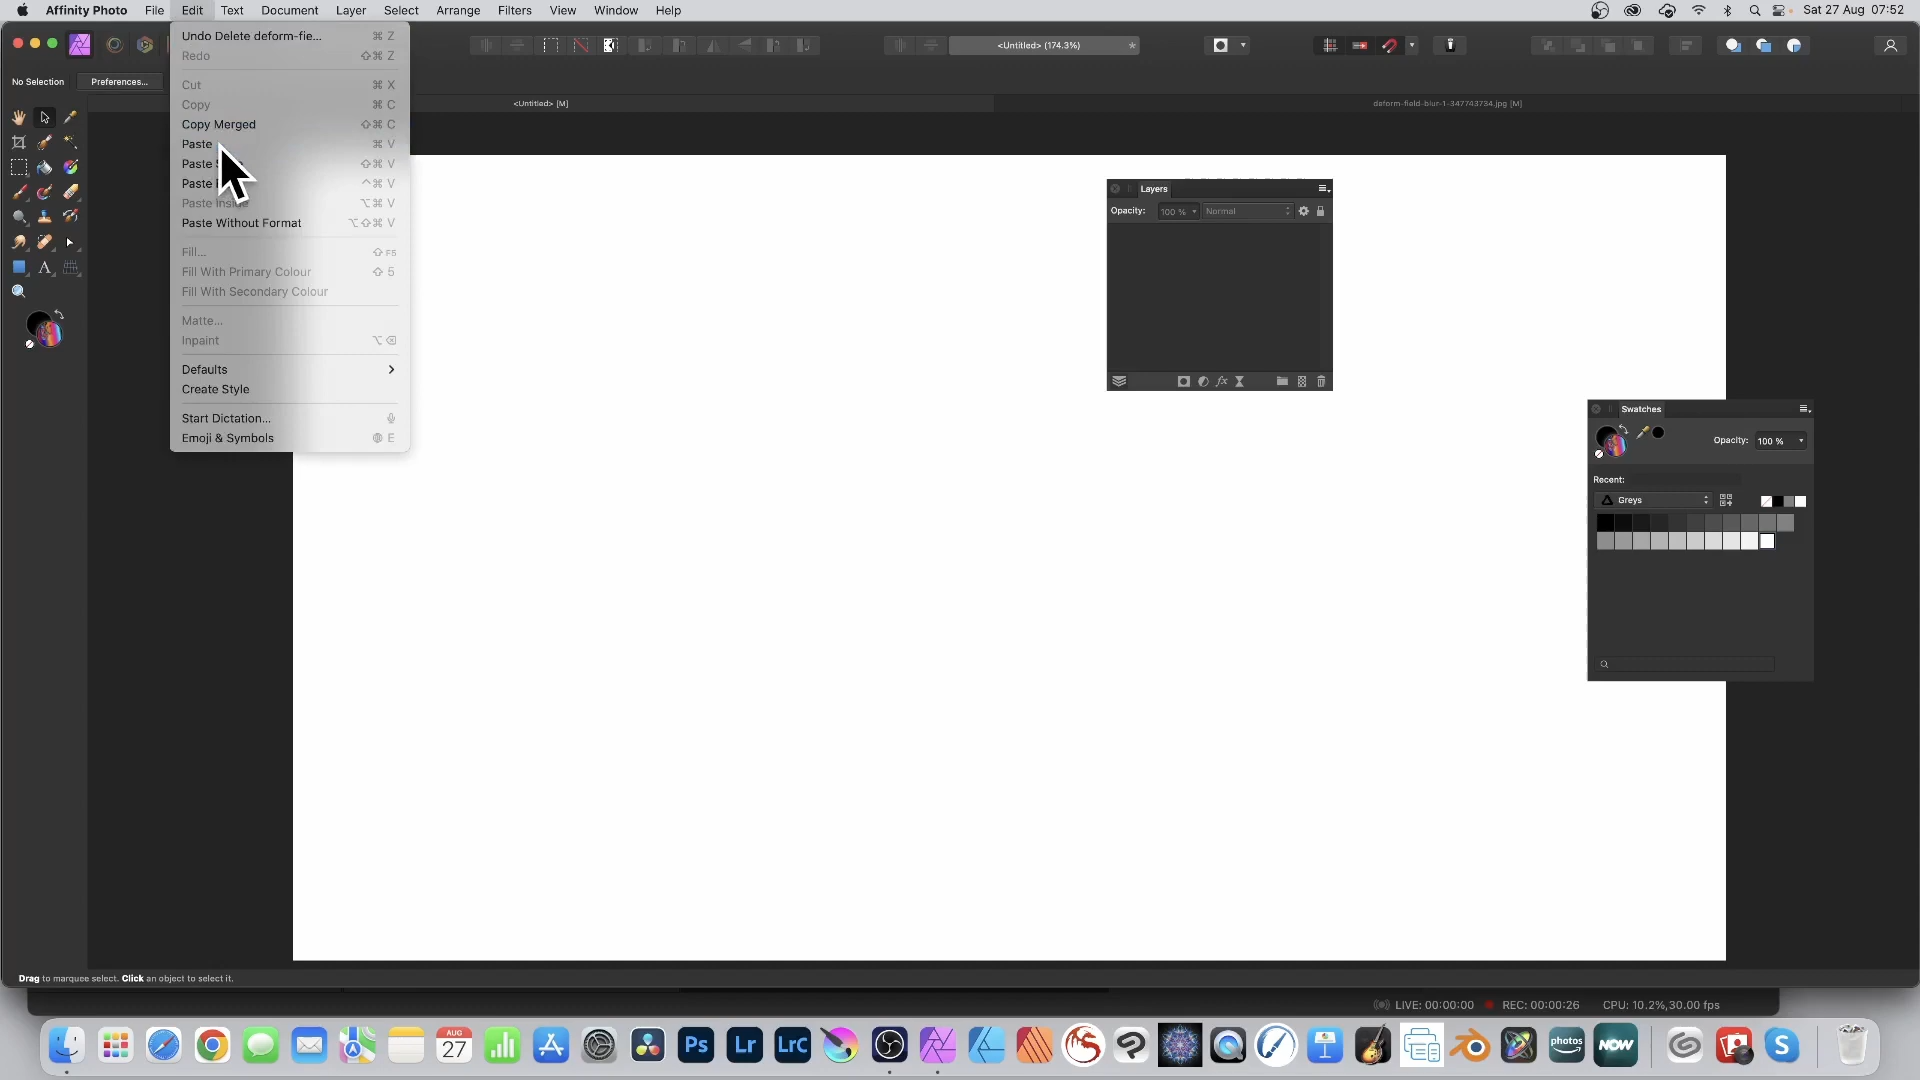 Affinity Photo File Edit Text Document Layer Select Arrange Filters View Window Help Sat 27 Aug 07:52
Undo Delete deform-fie... ⌘ Z
Redo ⇧⌘ Z
<Untitled> (174.3%)
No Selection Preferences...
Cut ⌘ X
<Untitled> [M] deform-field-blur-1-347743734.jpg [M]
Copy ⌘ C
Copy Merged ⇧⌘ C
Paste ⌘ V
Paste ⇧⌘ V
Paste ^⌘ V
Paste Inside ⌥⌘ V
Paste Without Format ⌥⇧⌘ V
Fill... ⇧ F5
Fill With Primary Colour ⇧ 5
Fill With Secondary Colour
Matte...
Inpaint ⌥⌫
Defaults
Create Style
Start Dictation...
Emoji & Symbols E
Layers
Opacity: 100 % Normal
fx
Swatches
Opacity: 100 %
Recent:
Greys
Drag to marquee select. Click an object to select it.
LIVE: 00:00:00 REC: 00:00:26 CPU: 10.2%,30.00 fps
AUG
27
Ps Lr LrC photos NOW S